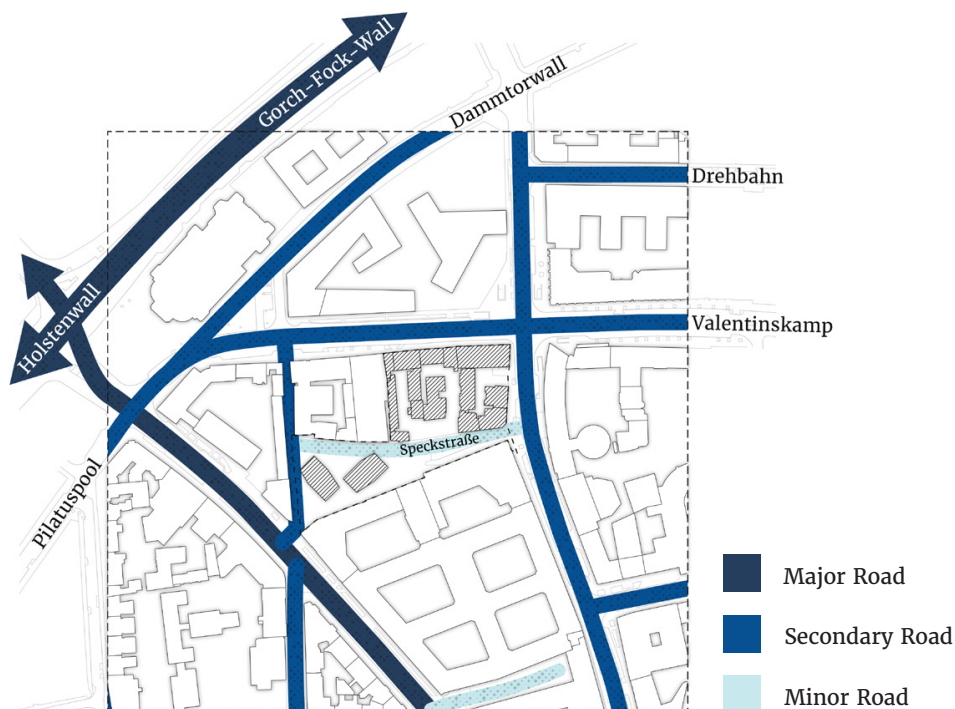 Gorch-Fock-Wall
Dammtorwall
Drehbahn
Holstenwall
Valentinskamp
Speckstraße
Pilatuspool
Major Road
Secondary Road
Minor Road